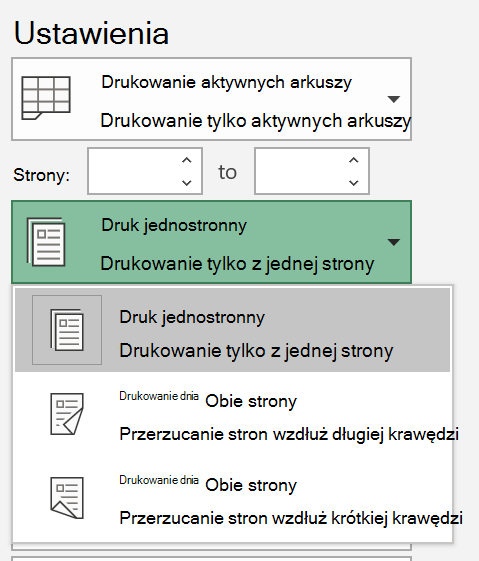 Ustawienia
Drukowanie aktywnych arkuszy
Drukowanie tylko aktywnych arkuszy
Strony: to
Druk jednostronny
Drukowanie tylko z jednej strony
Druk jednostronny
Drukowanie tylko z jednej strony
Drukowanie dnia Obie strony
Przerzucanie stron wzdłuż długiej krawędzi
Drukowanie dnia Obie strony
Przerzucanie stron wzdłuż krótkiej krawędzi